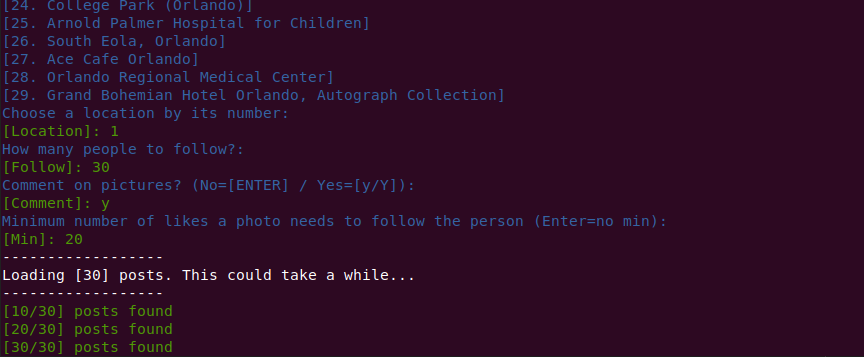 [24. College Park (Orlando)]
[25. Arnold Palmer Hospital for Children]
[26. South Eola, Orlando]
[27. Ace Cafe Orlando]
[28. Orlando Regional Medical Center]
[29. Grand Bohemian Hotel Orlando, Autograph Collection]
Choose a location by its number:
[Location]: 1
How many people to follow?:
[Follow]: 30
Comment on pictures? (No=[ENTER] / Yes=[y/Y]):
[Comment]: y
Minimum number of likes a photo needs to follow the person (Enter=no min):
[Min]: 20
------------------
Loading [30] posts. This could take a while...
------------------
[10/30] posts found
[20/30] posts found
[30/30] posts found